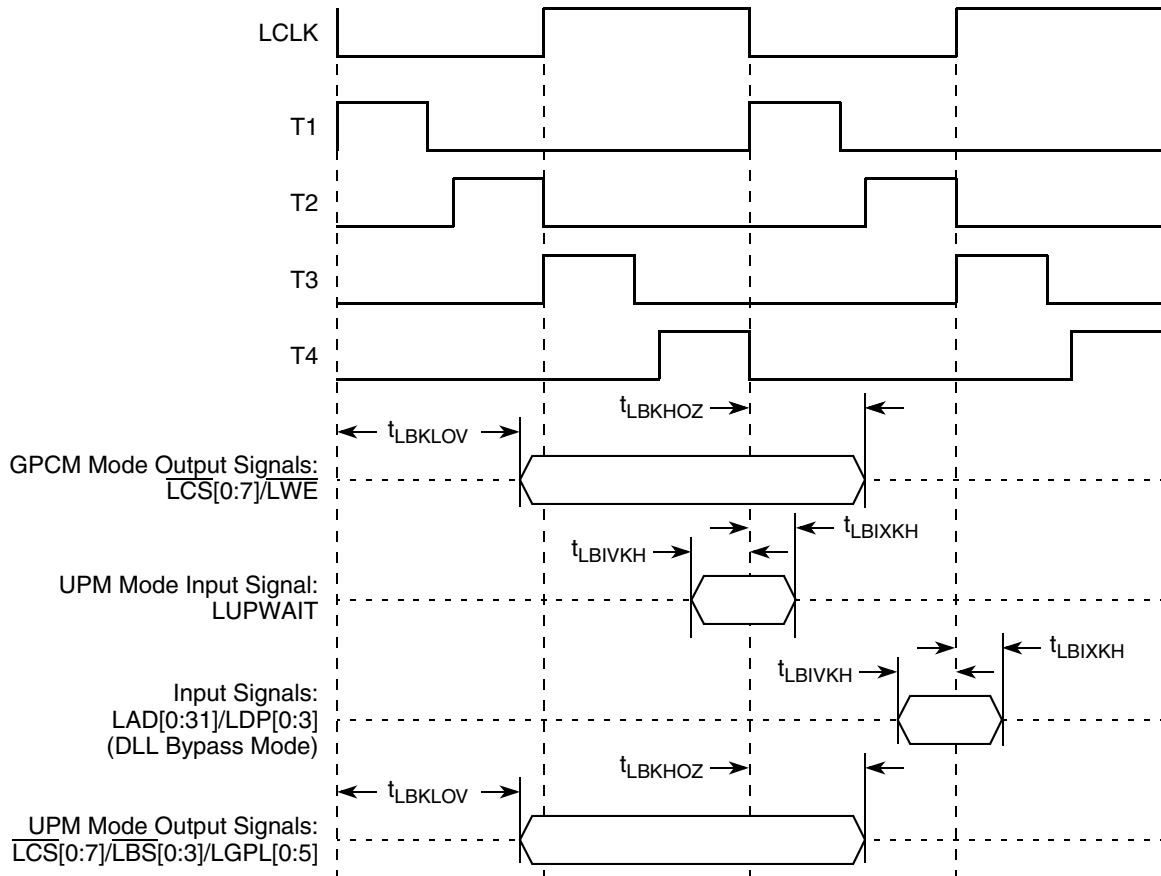 LCLK
T1
T2
T3
T4
tLBKHOZ
tLBKLOV
GPCM Mode Output Signals:
LCS[0:7]/LWE
tLBIXKH
tLBIVKH
UPM Mode Input Signal:
LUPWAIT
tLBIXKH
tLBIVKH
Input Signals:
LAD[0:31]/LDP[0:3]
(DLL Bypass Mode)
tLBKHOZ
tLBKLOV
UPM Mode Output Signals:
LCS[0:7]/LBS[0:3]/LGPL[0:5]